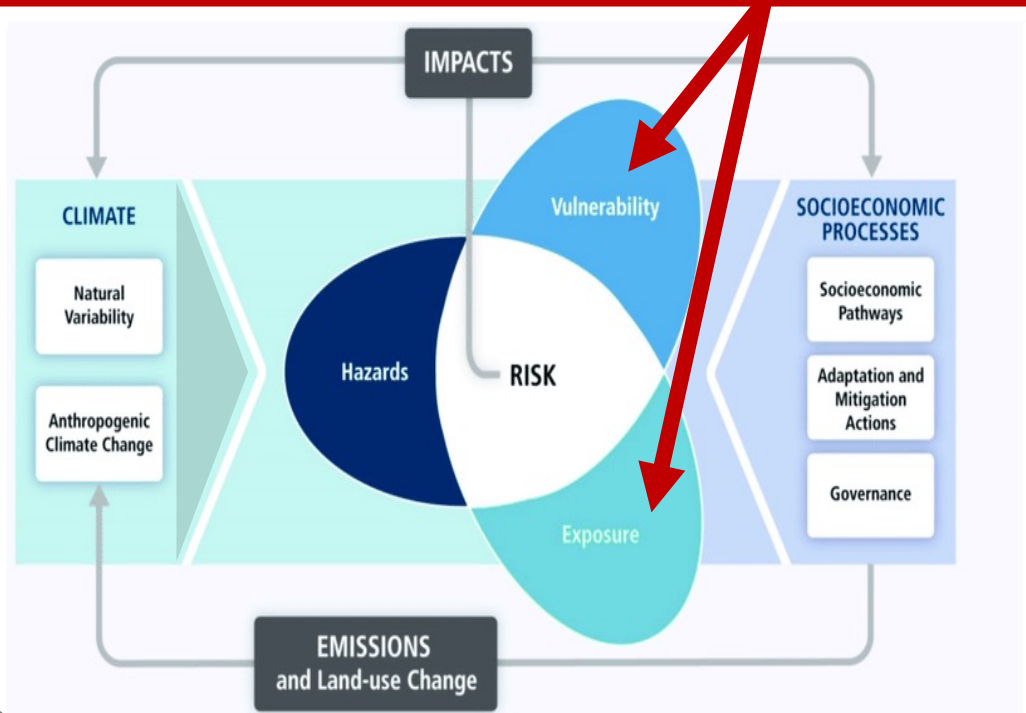 IMPACTS
CLIMATE
Natural
Variability
Anthropogenic
Climate Change
Vulnerability
Hazards
RISK
Exposure
SOCIOECONOMIC
PROCESSES
Socioeconomic
Pathways
Adaptation and
Mitigation
Actions
Governance
EMISSIONS
and Land-use Change